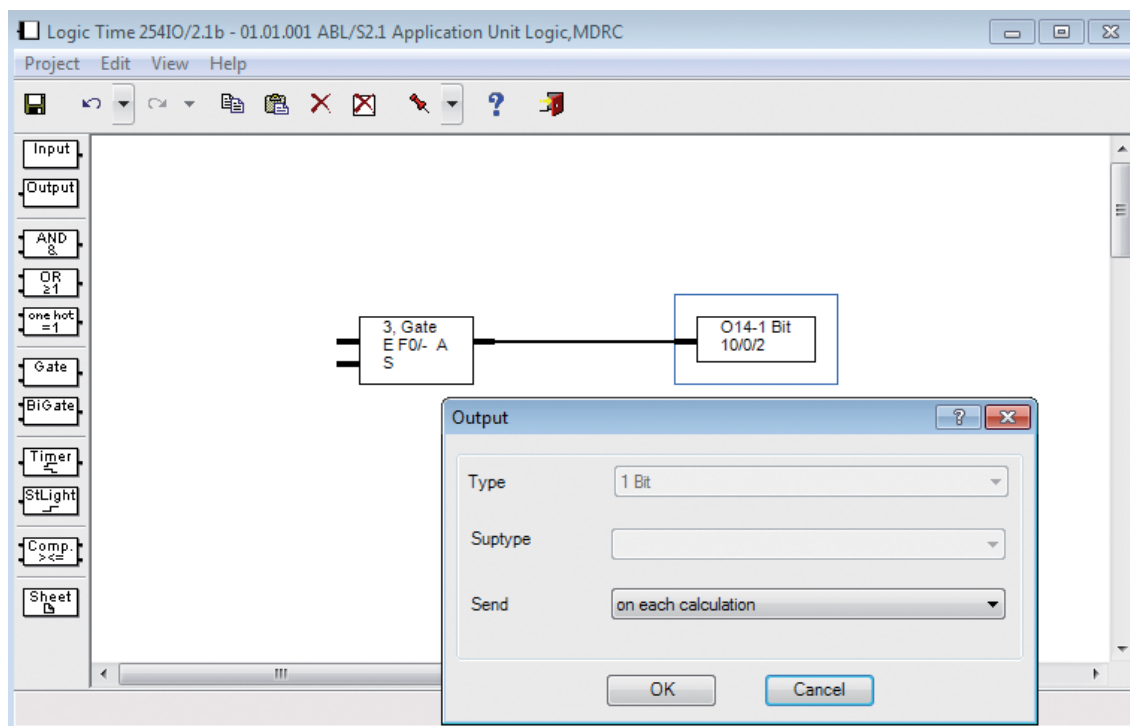 Logic Time 254IO/2.1b - 01.01.001 ABL/S2.1 Application Unit Logic,MDRC
Project Edit View Help
?
Input
Output
AND
&
OR
≥1
one hot
=1
Gate
BiGate
Timer
StLight
Comp.
><=
Sheet
3, Gate
E F0/- A
S
O14-1 Bit
10/0/2
Output
?
Type 1 Bit
Suptype
Send on each calculation
OK Cancel